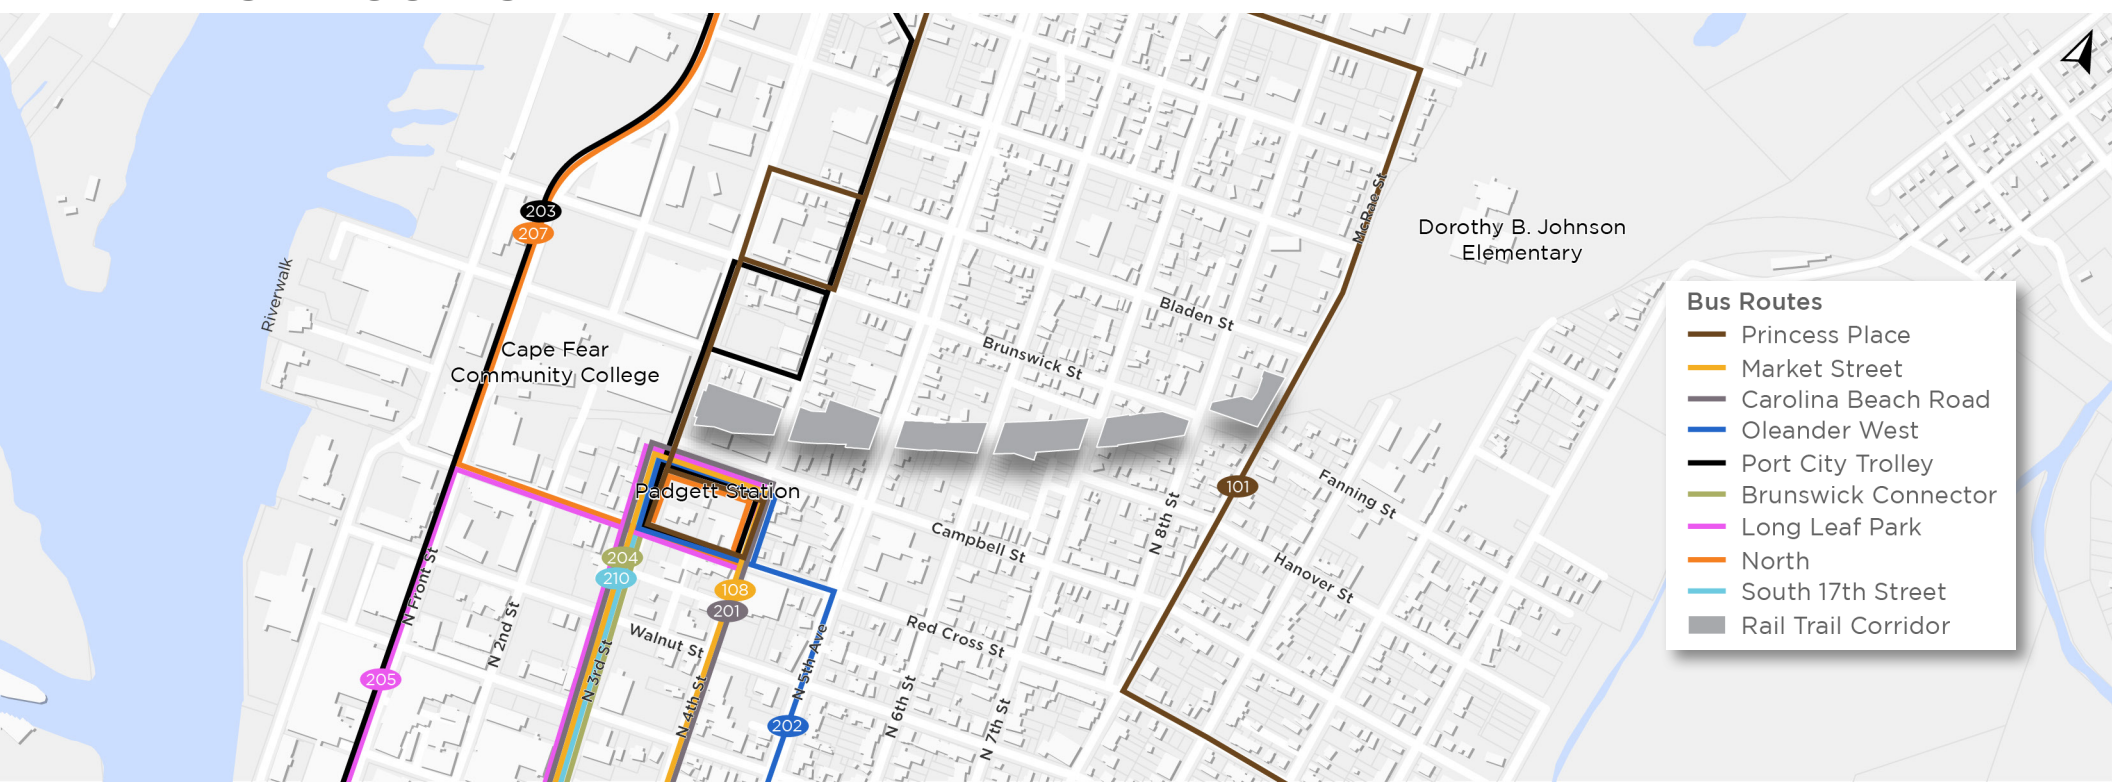 203
207
McRae St
Dorothy B. Johnson
Elementary
Riverwalk
Bladen St
Bus Routes
Princess Place
Market Street
Carolina Beach Road
Oleander West
Port City Trolley
Brunswick Connector
Long Leaf Park
North
South 17th Street
Rail Trail Corridor
Cape Fear
Community College
Brunswick St
Padgett Station
101
Fanning St
N 8th St
Campbell St
Hanover St
204
210
108
201
N Front St
N 2nd St
Walnut St
N 3rd St
N 4th St
N 5th Ave
Red Cross St
N 6th St
N 7th St
205
202